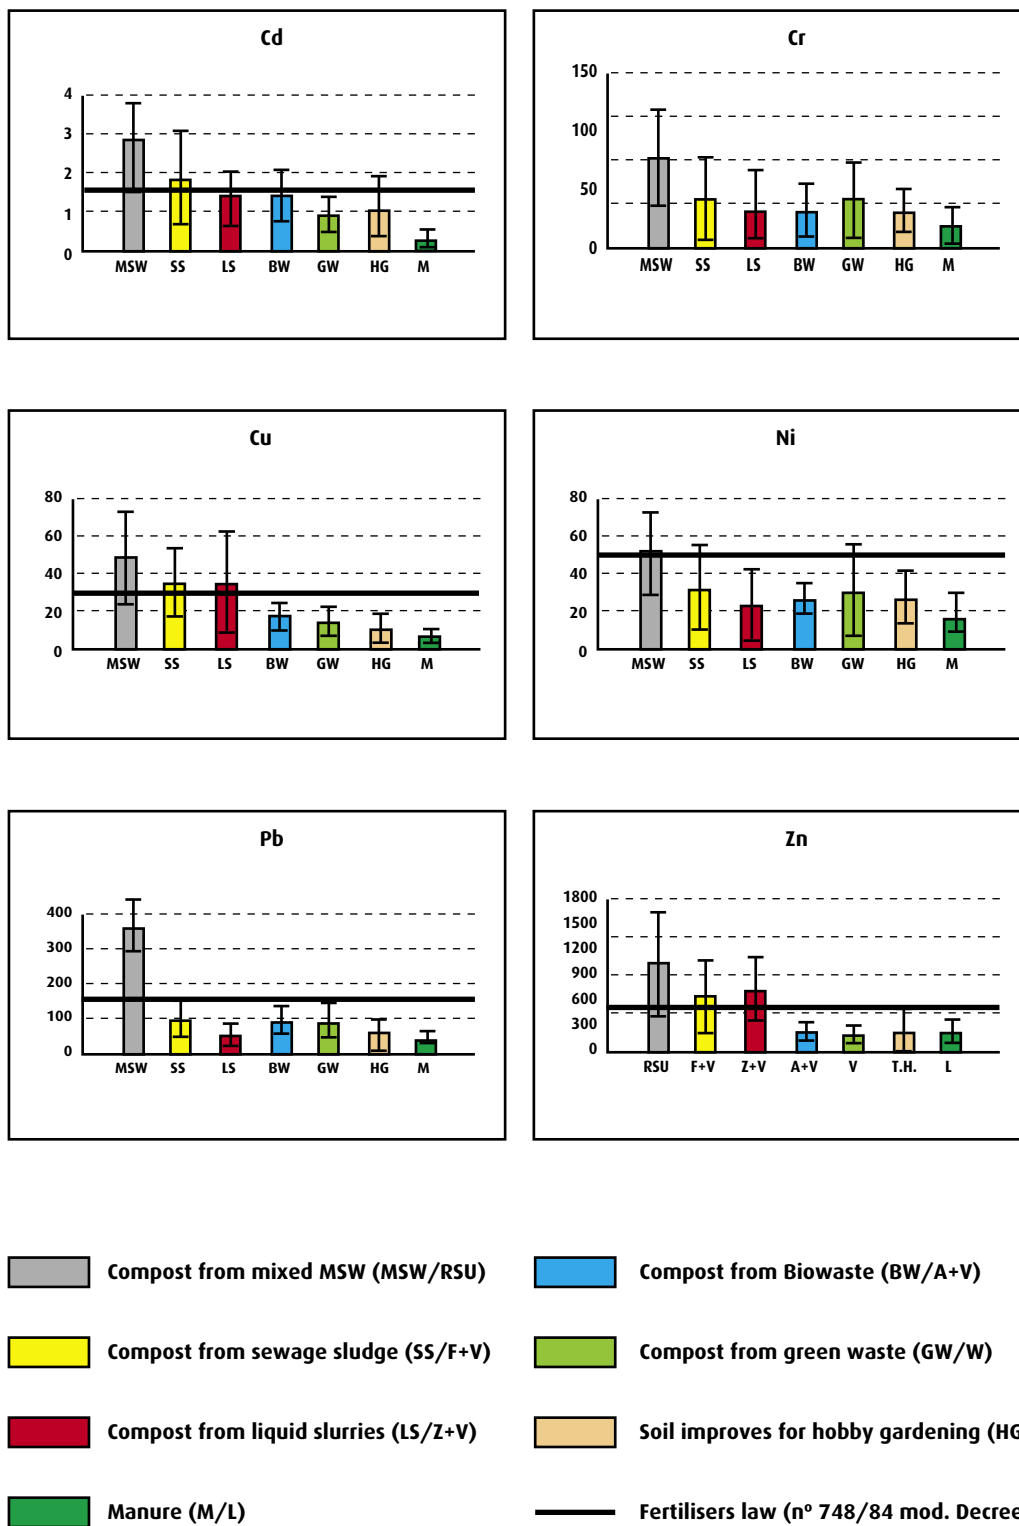 Cd
4
3
2
1
0
MSW SS LS BW GW HG M
Cr
150
100
50
0
MSW SS LS BW GW HG M
Cu
80
60
40
20
0
MSW SS LS BW GW HG M
Ni
80
60
40
20
0
MSW SS LS BW GW HG M
Pb
400
300
200
100
0
MSW SS LS BW GW HG M
Zn
1800
1500
1200
900
600
300
0
RSU F+V Z+V A+V V T.H. L
Compost from mixed MSW (MSW/RSU)
Compost from Biowaste (BW/A+V)
Compost from sewage sludge (SS/F+V)
Compost from green waste (GW/W)
Compost from liquid slurries (LS/Z+V)
Soil improves for hobby gardening (HG
Manure (M/L)
Fertilisers law (nº 748/84 mod. Decree